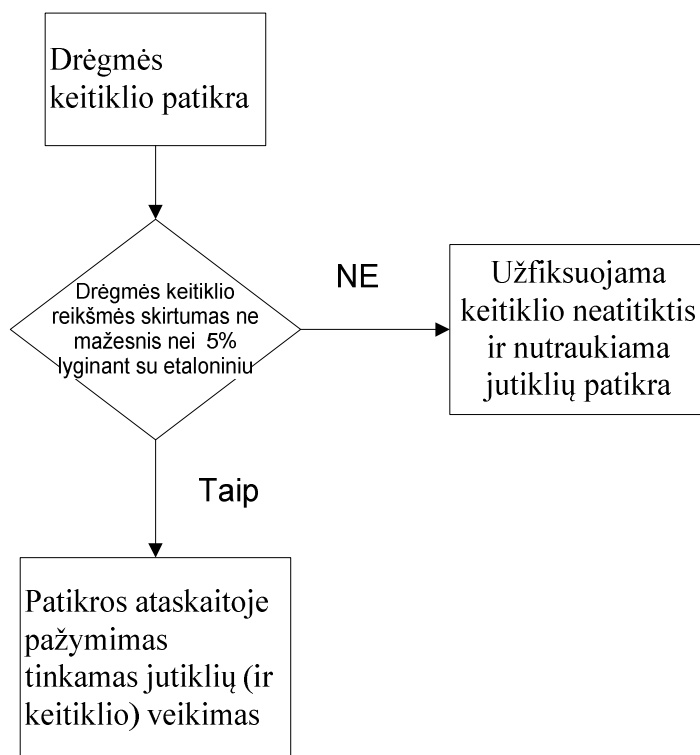 Drėgmės
keitiklio patikra
Drėgmės keitiklio
reikšmės skirtumas ne
mažesnis nei 5%
lyginant su etaloniniu
NE
Užfiksuojama
keitiklio neatitiktis
ir nutraukiama
jutiklių patikra
Taip
Patikros ataskaitoje
pažymimas
tinkamas jutiklių (ir
keitiklio) veikimas